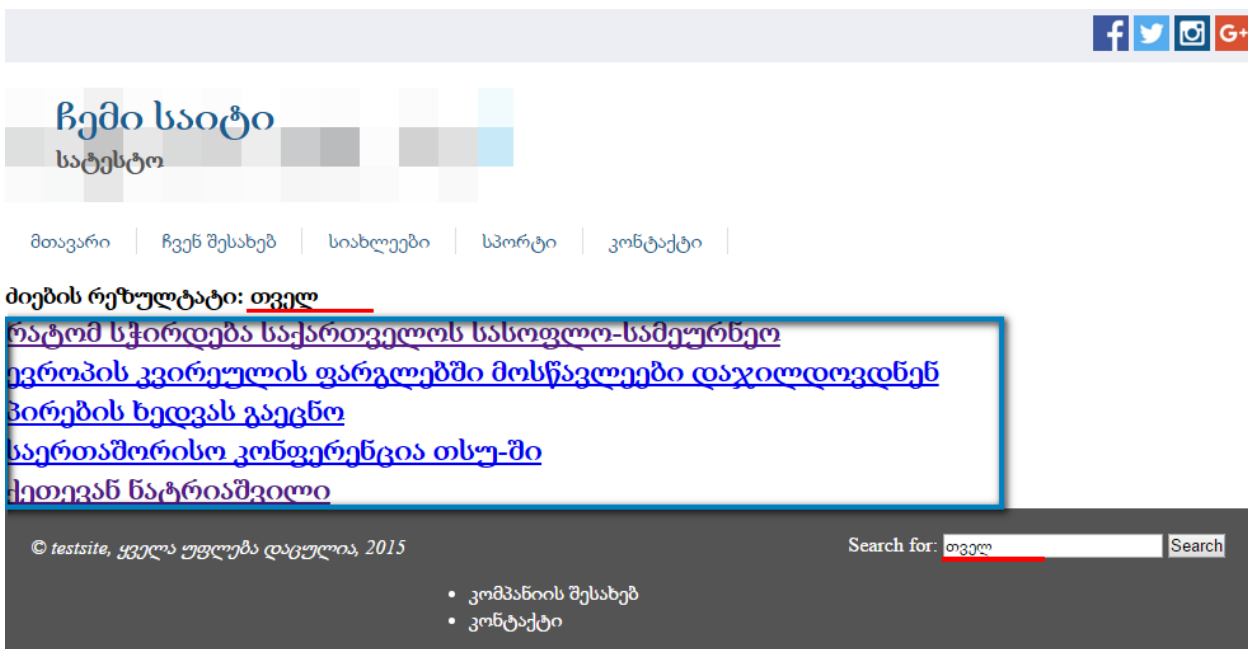 G+
ჩემი საიტი
სატესტო
მთავარი ჩვენ შესახებ სიახლეები სპორტი კონტაქტი
ძიების რეზულტატი: თველ
რატომ სჭირდება საქართველოს სასოფლო-სამეურნეო
ევროპის კვირეულის ფარგლებში მოსწავლეები დაჯილდოვდნენ
პირების ხედვას გაეცნო
საერთაშორისო კონფერენცია თსუ-ში
ქეთევან ნატრიაშვილი
© testsite, ყველა უფლება დაცულია, 2015 Search for: თველ Search
• კომპანიის შესახებ
• კონტაქტი